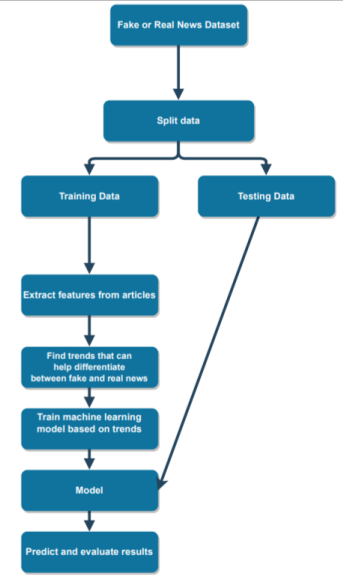 Fake or Real News Dataset
Split data
Training Data
Testing Data
Extract features from articles
Find trends that can
help differentiate
between fake and real news
Train machine learning
model based on trends
Model
Predict and evaluate results